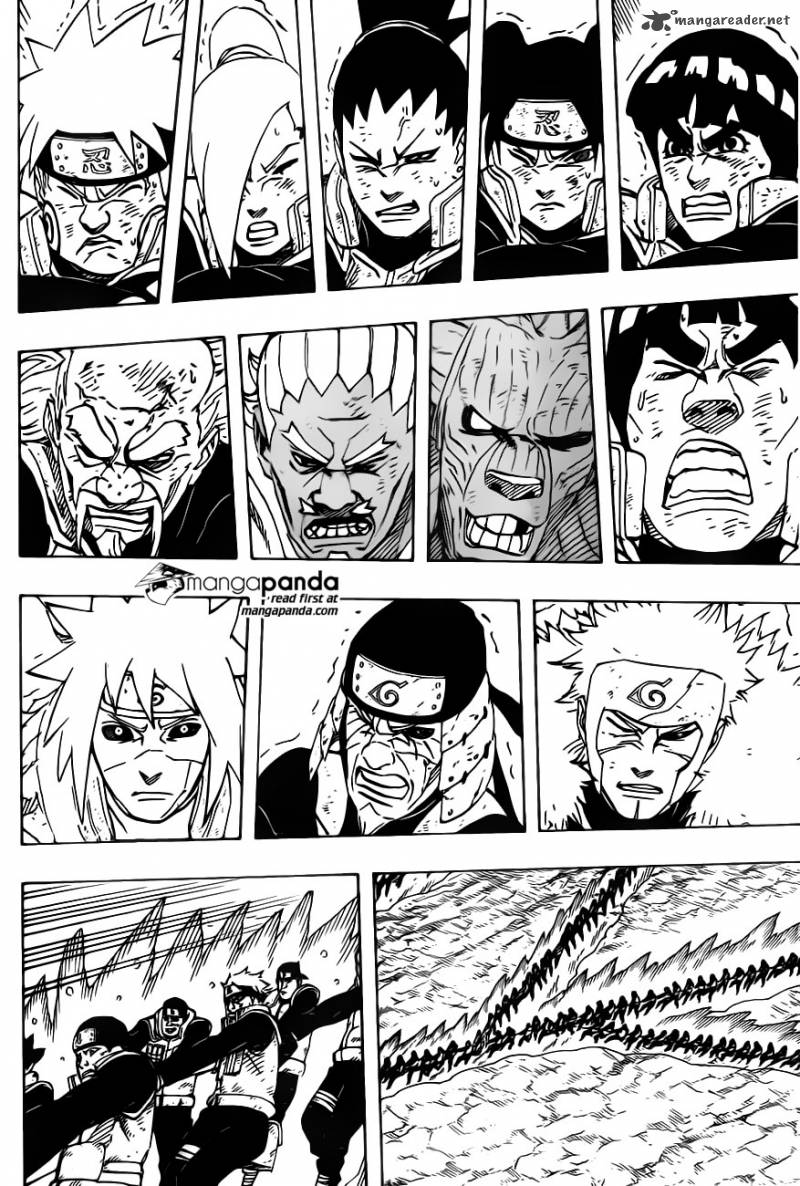 mangareader.net
忍
忍
mangapanda
read first at
mangapanda.com